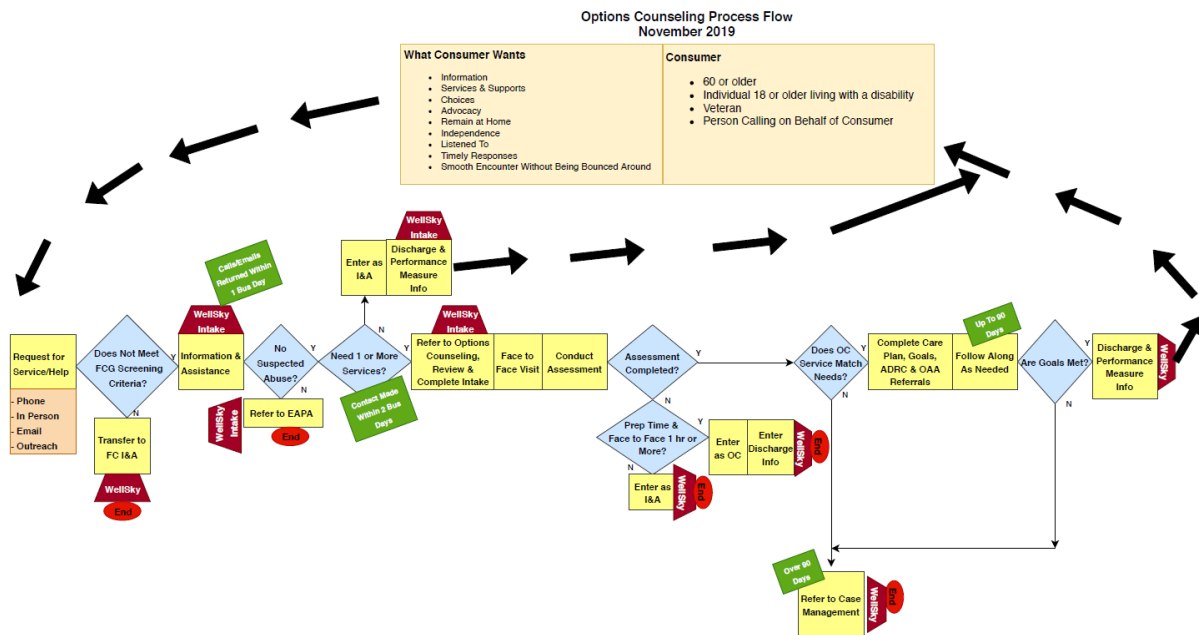 Options Counseling Process Flow
November 2019
What Consumer Wants
Information
Services & Supports
Choices
Advocacy
Remain at Home
Independence
Listened To
Timely Responses
Smooth Encounter Without Being Bounced Around
Consumer
60 or older
Individual 18 or older living with a disability
Veteran
Person Calling on Behalf of Consumer
Request for
Service/Help
- Phone
- In Person
- Email
- Outreach
Does Not Meet
FCG Screening
Criteria?
Y
N
Transfer to
FC I&A
WellSky
End
Calls/Emails
Returned Within
1 Bus Day
WellSky
Intake
Information &
Assistance
No
Suspected
Abuse?
Y
N
WellSky
Intake
Refer to EAPA
End
Need 1 or More
Services?
N
Y
Enter as
I&A
WellSky
Intake
Discharge &
Performance
Measure
Info
Contact Made
Within 2 Bus
Days
WellSky
Intake
Refer to Options
Counseling,
Review &
Complete Intake
Face to
Face Visit
Conduct
Assessment
Assessment
Completed?
Y
N
Prep Time &
Face to Face 1 hr or
More?
Y
N
Enter
as OC
Enter
Discharge
Info
WellSky
End
Enter as
I&A
WellSky
End
Does OC
Service Match
Needs?
Y
N
Complete Care
Plan, Goals,
ADRC & OAA
Referrals
Up To 90
Days
Follow Along
As Needed
Are Goals Met?
Y
N
Discharge &
Performance
Measure
Info
WellSky
Over 90
Days
Refer to Case
Management
WellSky
End